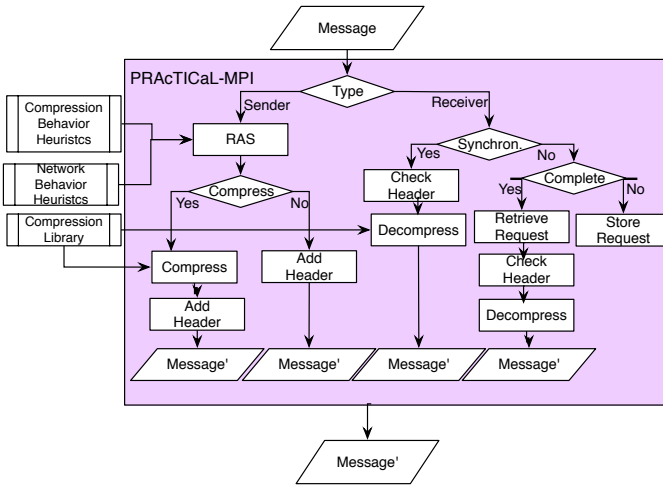 Message
PRAcTICaL-MPI
Type
Sender
Receiver
Compression
Behavior
Heuristcs
RAS
Synchron.
Yes
No
Network
Behavior
Heuristcs
Check
Header
Complete
Compress
Yes
No
Yes
No
Compression
Library
Decompress
Retrieve
Request
Store
Request
Compress
Add
Header
Check
Header
Add
Header
Decompress
Message'
Message'
Message'
Message'
Message'